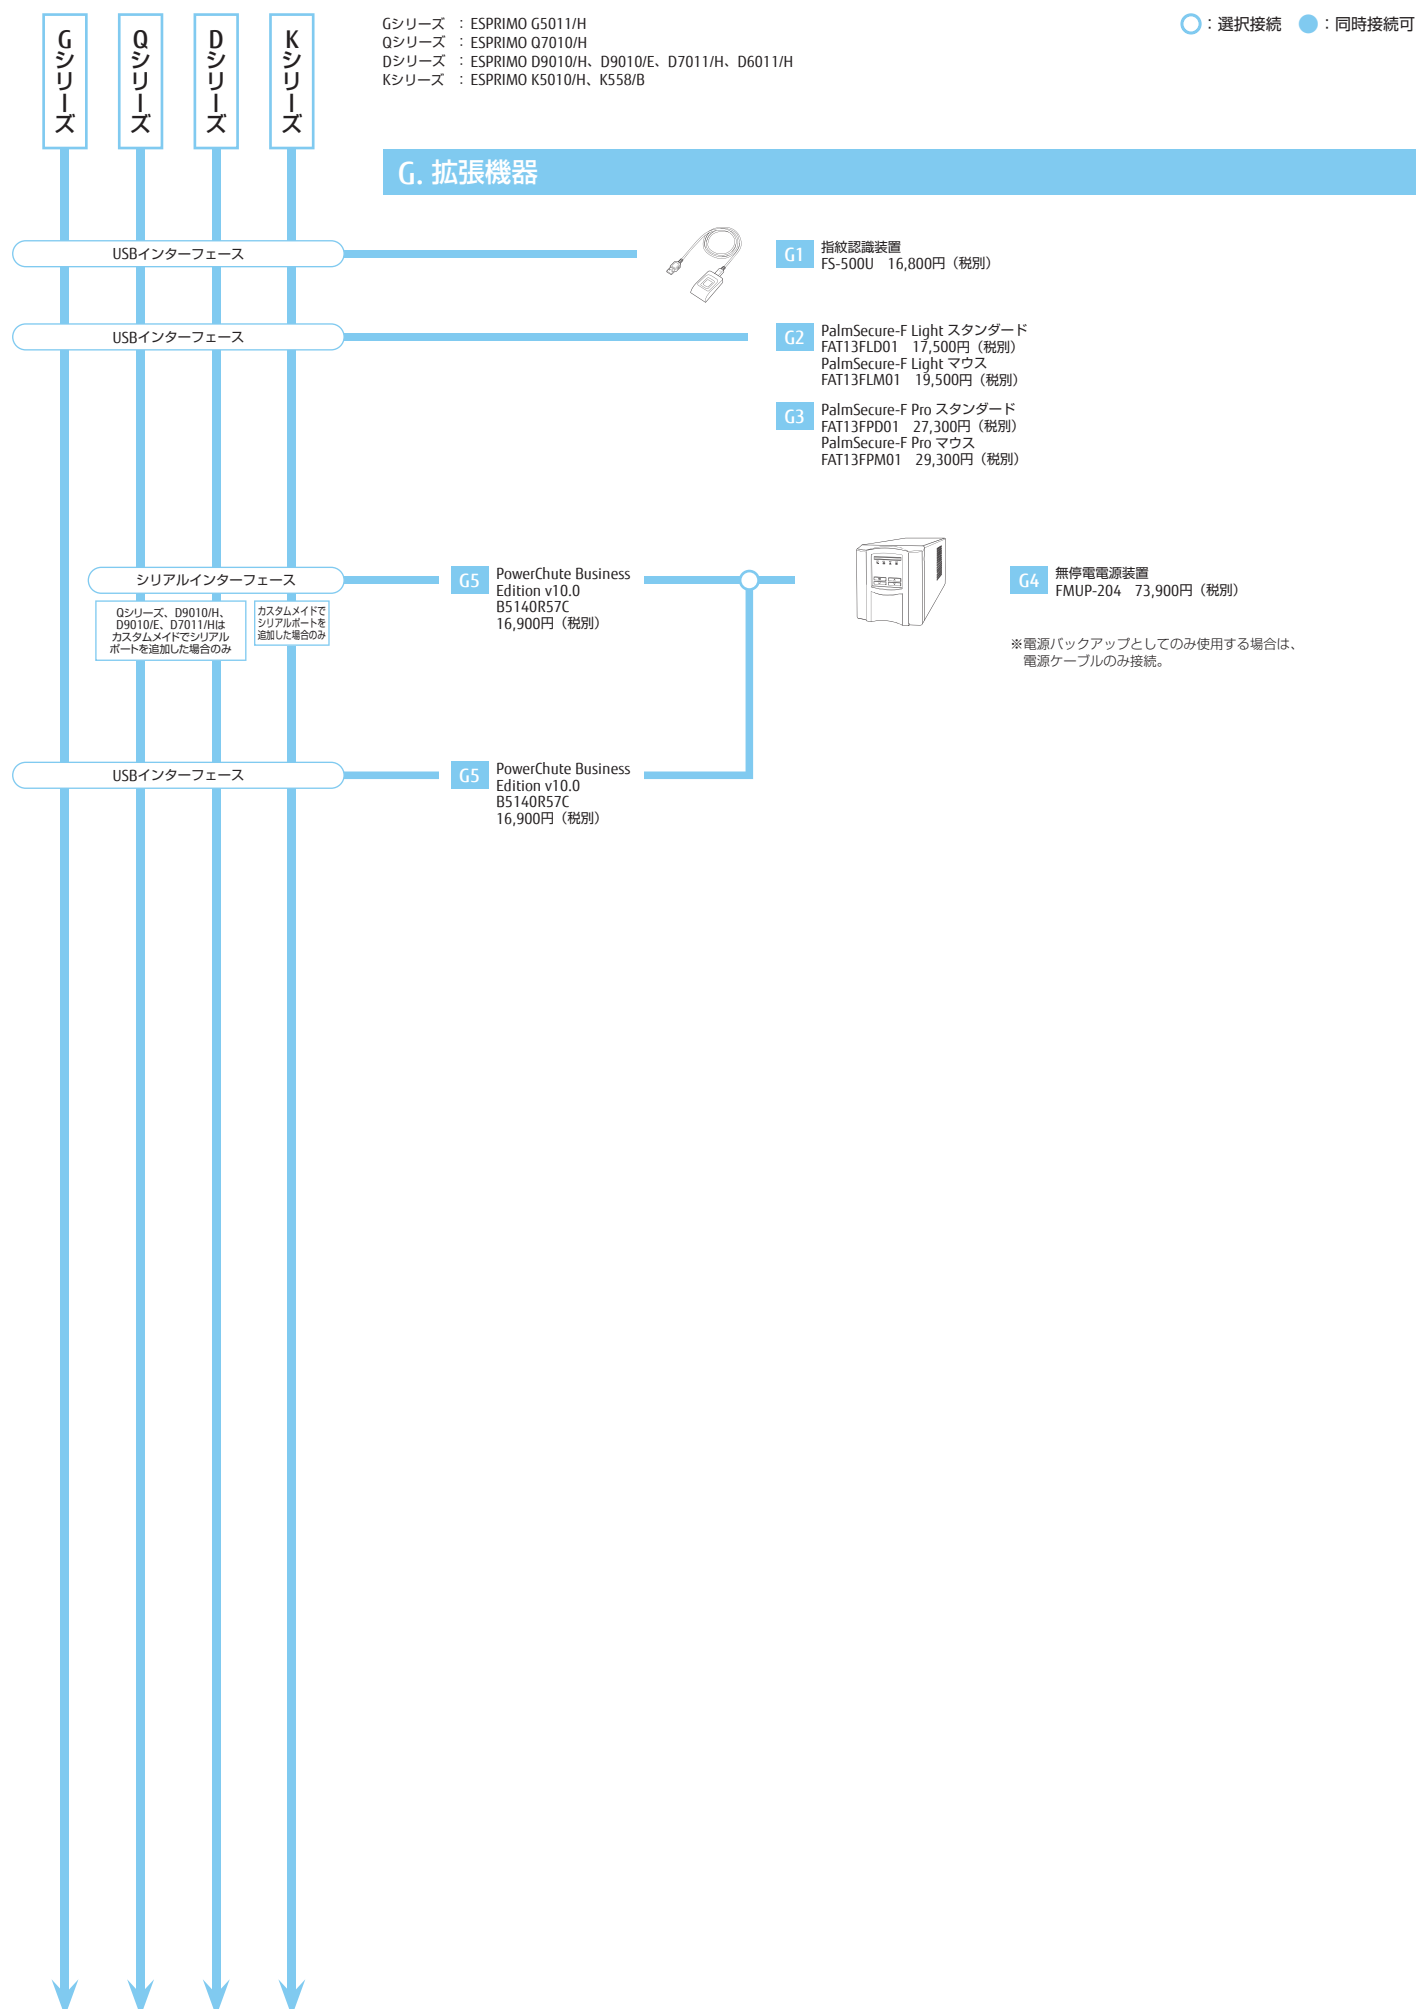 Gシリーズ
Qシリーズ
Dシリーズ
Kシリーズ
Gシリーズ ：ESPRIMO G5011/H
Qシリーズ ：ESPRIMO Q7010/H
Dシリーズ ：ESPRIMO D9010/H、D9010/E、D7011/H、D6011/H
Kシリーズ ：ESPRIMO K5010/H、K558/B
：選択接続 ：同時接続可
G. 拡張機器
USBインターフェース
G1 指紋認識装置
FS-500U 16,800円（税別）
USBインターフェース
G2 PalmSecure-F Light スタンダード
FAT13FLD01 17,500円（税別）
PalmSecure-F Light マウス
FAT13FLM01 19,500円（税別）
G3 PalmSecure-F Pro スタンダード
FAT13FPD01 27,300円（税別）
PalmSecure-F Pro マウス
FAT13FPM01 29,300円（税別）
シリアルインターフェース
Qシリーズ、D9010/H、
D9010/E、D7011/Hは
カスタムメイドでシリアル
ポートを追加した場合のみ
カスタムメイドで
シリアルポートを
追加した場合のみ
G5 PowerChute Business
Edition v10.0
B5140R57C
16,900円（税別）
G4 無停電電源装置
FMUP-204 73,900円（税別）
※電源バックアップとしてのみ使用する場合は、
電源ケーブルのみ接続。
USBインターフェース
G5 PowerChute Business
Edition v10.0
B5140R57C
16,900円（税別）